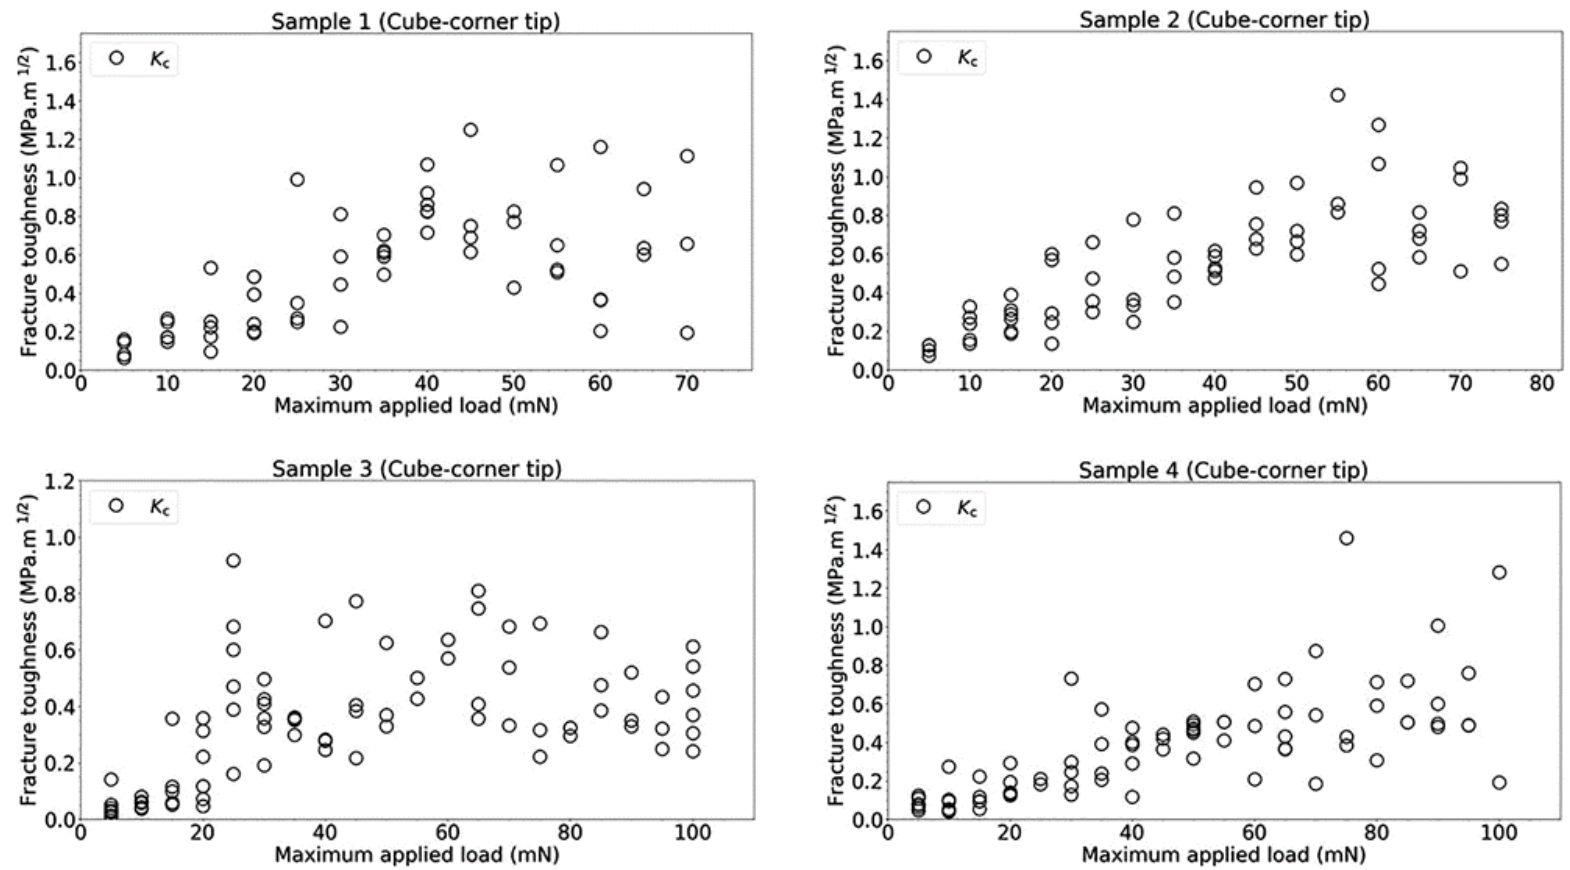 Sample 1 (Cube-corner tip)
Fracture toughness (MPa.m 1/2)
1.6
1.4
1.2
1.0
0.8
0.6
0.4
0.2
0.0
Kc
0 10 20 30 40 50 60 70
Maximum applied load (mN)
Sample 2 (Cube-corner tip)
Fracture toughness (MPa.m 1/2)
1.6
1.4
1.2
1.0
0.8
0.6
0.4
0.2
0.0
Kc
0 10 20 30 40 50 60 70 80
Maximum applied load (mN)
Sample 3 (Cube-corner tip)
Fracture toughness (MPa.m 1/2)
1.2
1.0
0.8
0.6
0.4
0.2
0.0
Kc
0 20 40 60 80 100
Maximum applied load (mN)
Sample 4 (Cube-corner tip)
Fracture toughness (MPa.m 1/2)
1.6
1.4
1.2
1.0
0.8
0.6
0.4
0.2
0.0
Kc
0 20 40 60 80 100
Maximum applied load (mN)